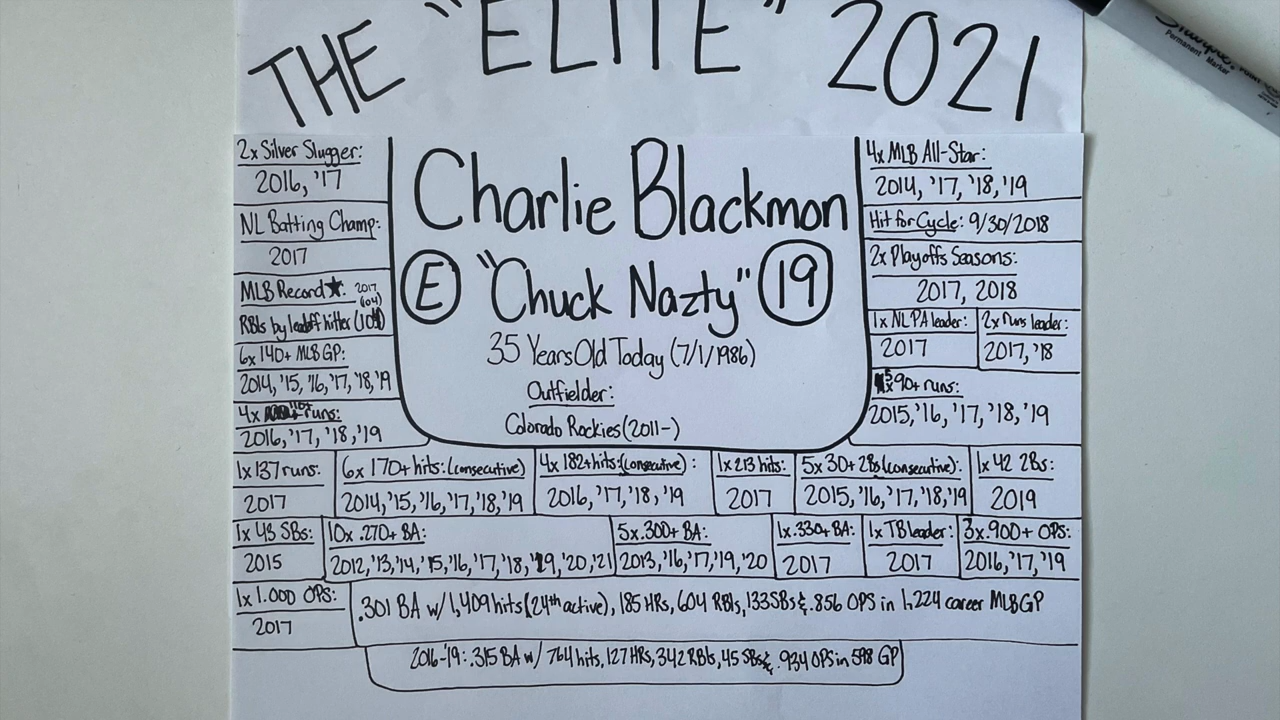 THE "ELITE" 2021
Sharpie
Permanent Marker
2x Silver Slugger:
2016, '17
NL Batting Champ:
2017
MLB Record★: 2017
(104)
RBIs by leadoff hitter (104)
6x 140+ MLB GP:
2014, '15, '16, '17, '18, '19
4x runs:
2016, '17, '18, '19
Charlie Blackmon
E "Chuck Nazty" 19
35 Years Old Today (7/1/1986)
Outfielder:
Colorado Rockies (2011-)
4x MLB All-Star:
2014, '17, '18, '19
Hit for Cycle: 9/30/2018
2x Playoffs Seasons:
2017, 2018
1x NL PA leader:
2017
2x runs leader:
2017, '18
5x 90+ runs:
2015, '16, '17, '18, '19
1x 137 runs:
2017
6x 170+ hits: (consecutive)
2014, '15, '16, '17, '18, '19
4x 182+ hits: (consecutive):
2016, '17, '18, '19
1x 213 hits:
2017
5x 30+ 2Bs (consecutive):
2015, '16, '17, '18, '19
1x 42 2Bs:
2019
1x 43 SBs:
2015
10x .270+ BA:
2012, '13, '14, '15, '16, '17, '18, '19, '20, '21
5x .300+ BA:
2013, '16, '17, '19, '20
1x .330+ BA:
2017
1x TB leader:
2017
3x .900+ OPS:
2016, '17, '19
1x 1.000 OPS:
2017
.301 BA w/ 1,409 hits (24th active), 185 HRs, 604 RBIs, 133 SBs & .856 OPS in 1,224 career MLB GP
2016-'19: .315 BA w/ 764 hits, 127 HRs, 342 RBIs, 45 SBs & .934 OPS in 598 GP